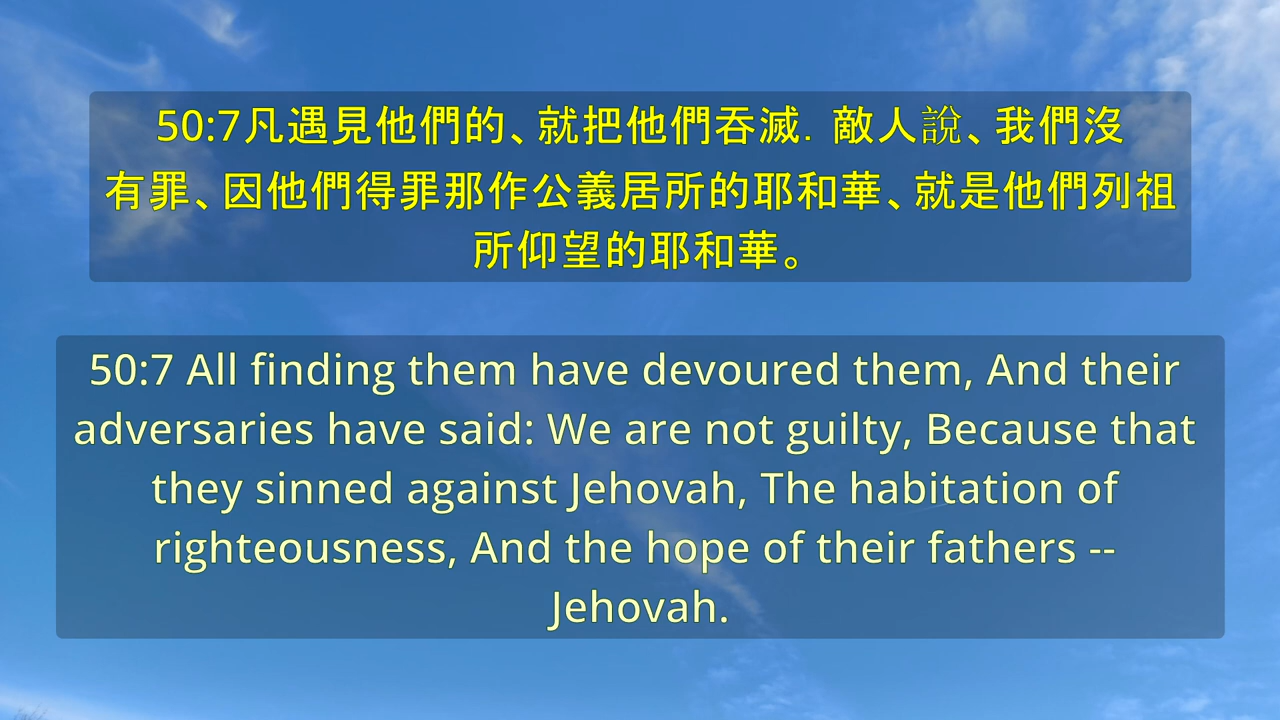 50:7凡遇見他們的、就把他們吞滅．敵人說、我們沒
有罪、因他們得罪那作公義居所的耶和華、就是他們列祖
所仰望的耶和華。
50:7 All finding them have devoured them, And their
adversaries have said: We are not guilty, Because that
they sinned against Jehovah, The habitation of
righteousness, And the hope of their fathers --
Jehovah.